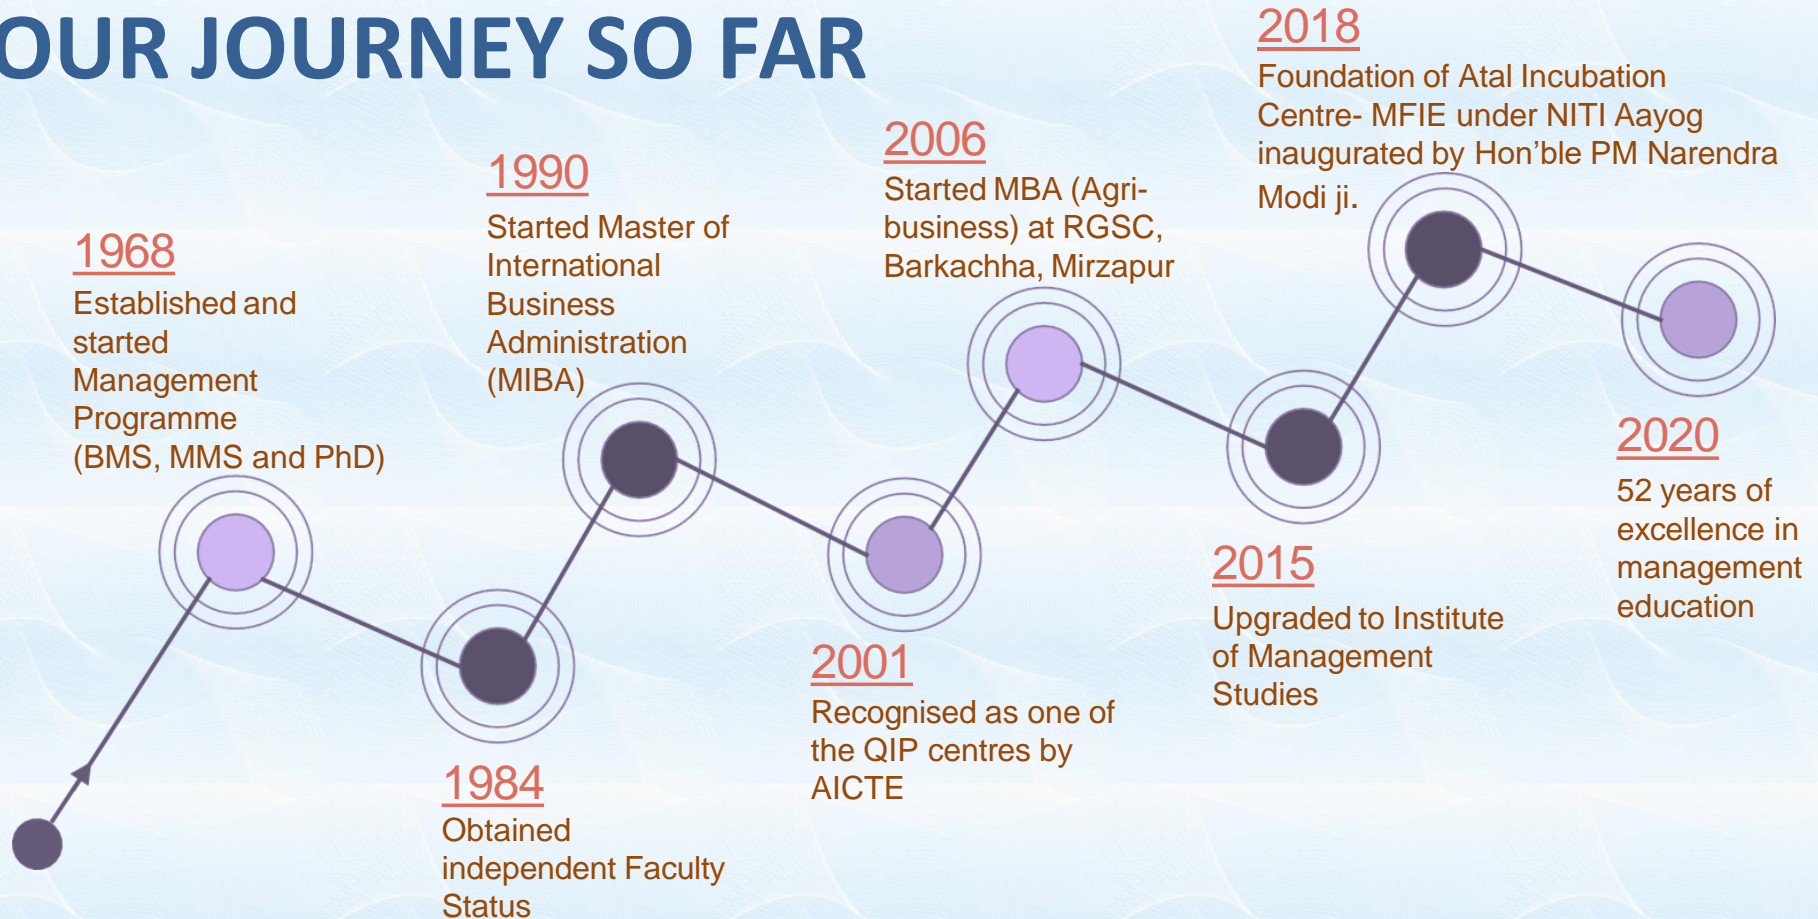 OUR JOURNEY SO FAR
1968
Established and
started
Management
Programme
(BMS, MMS and PhD)
1984
Obtained
independent Faculty
Status
1990
Started Master of
International
Business
Administration
(MIBA)
2001
Recognised as one of
the QIP centres by
AICTE
2006
Started MBA (Agri-
business) at RGSC,
Barkachha, Mirzapur
2015
Upgraded to Institute
of Management
Studies
2018
Foundation of Atal Incubation
Centre- MFIE under NITI Aayog
inaugurated by Hon’ble PM Narendra
Modi ji.
2020
52 years of
excellence in
management
education